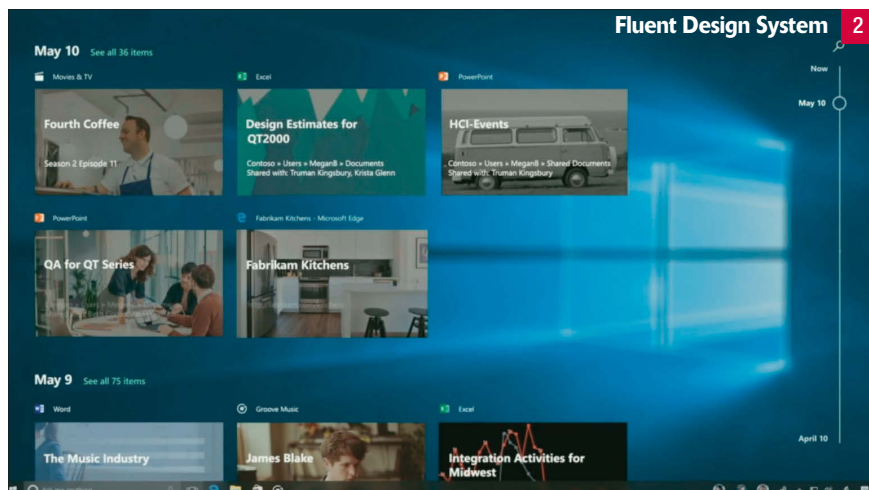 Fluent Design System 2
May 10 See all 36 items
Now
May 10
Movies & TV
Fourth Coffee
Season 2 Episode 11
Excel
Design Estimates for
QT2000
Contoso » Users » MeganB » Documents
Shared with: Truman Kingsbury, Krista Glenn
PowerPoint
HCI-Events
Contoso » Users » MeganB » Shared Documents
Shared with: Truman Kingsbury
PowerPoint
QA for QT Series
Fabrikam Kitchens - Microsoft Edge
Fabrikam Kitchens
May 9 See all 75 items
Word
The Music Industry
Groove Music
James Blake
Excel
Integration Activities for
Midwest
April 10